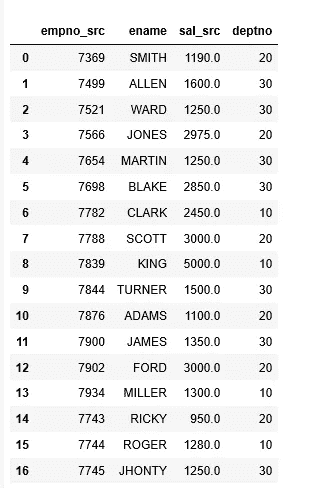 empno_src ename sal_src deptno
0 7369 SMITH 1190.0 20
1 7499 ALLEN 1600.0 30
2 7521 WARD 1250.0 30
3 7566 JONES 2975.0 20
4 7654 MARTIN 1250.0 30
5 7698 BLAKE 2850.0 30
6 7782 CLARK 2450.0 10
7 7788 SCOTT 3000.0 20
8 7839 KING 5000.0 10
9 7844 TURNER 1500.0 30
10 7876 ADAMS 1100.0 20
11 7900 JAMES 1350.0 30
12 7902 FORD 3000.0 20
13 7934 MILLER 1300.0 10
14 7743 RICKY 950.0 20
15 7744 ROGER 1280.0 10
16 7745 JHONTY 1250.0 30